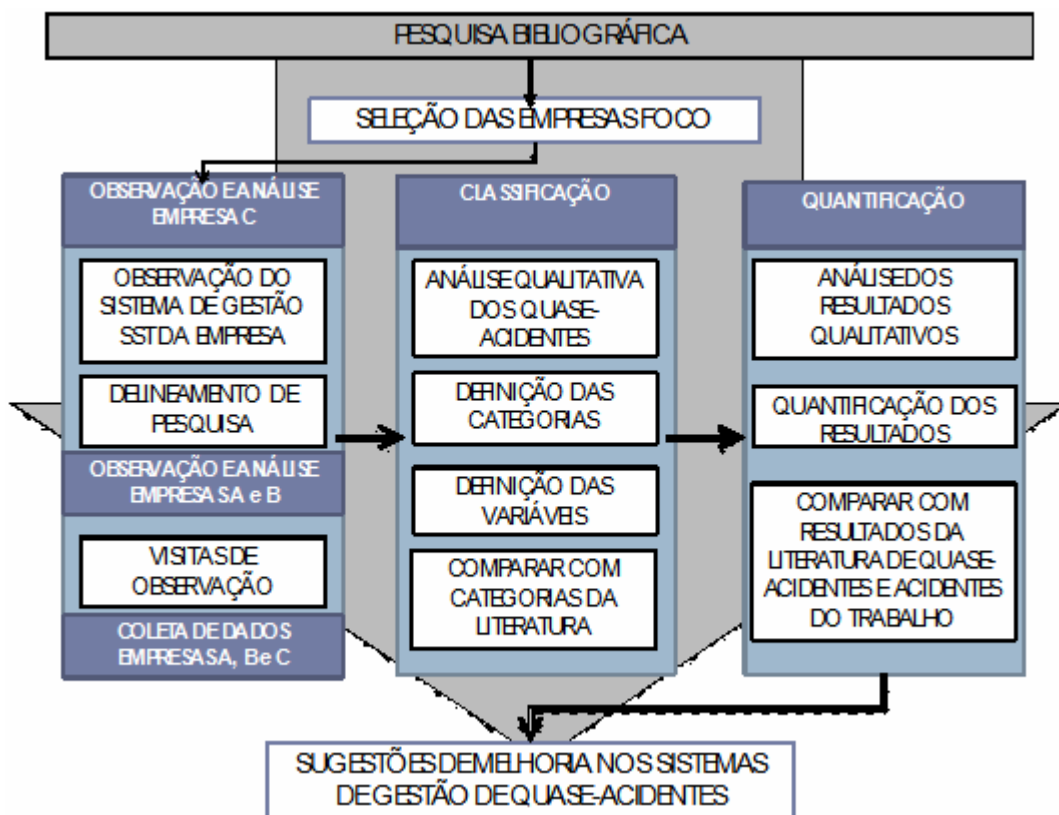 PESQUISA BIBLIOGRÁFICA
SELEÇÃO DAS EMPRESAS FOCO
OBSERVAÇÃO E ANÁLISE
EMPRESA C
OBSERVAÇÃO DO
SISTEMA DE GESTÃO
SST DA EMPRESA
DELINEAMENTO DE
PESQUISA
OBSERVAÇÃO E ANÁLISE
EMPRESAS A e B
VISITAS DE
OBSERVAÇÃO
COLETA DE DADOS
EMPRESAS A, B e C
CLASSIFICAÇÃO
ANÁLISE QUALITATIVA
DOS QUASE-
ACIDENTES
DEFINIÇÃO DAS
CATEGORIAS
DEFINIÇÃO DAS
VARIÁVEIS
COMPARAR COM
CATEGORIAS DA
LITERATURA
QUANTIFICAÇÃO
ANÁLISE DOS
RESULTADOS
QUALITATIVOS
QUANTIFICAÇÃO DOS
RESULTADOS
COMPARAR COM
RESULTADOS DA
LITERATURA DE QUASE-
ACIDENTES E ACIDENTES
DO TRABALHO
SUGESTÕES DE MELHORIA NOS SISTEMAS
DE GESTÃO DE QUASE-ACIDENTES